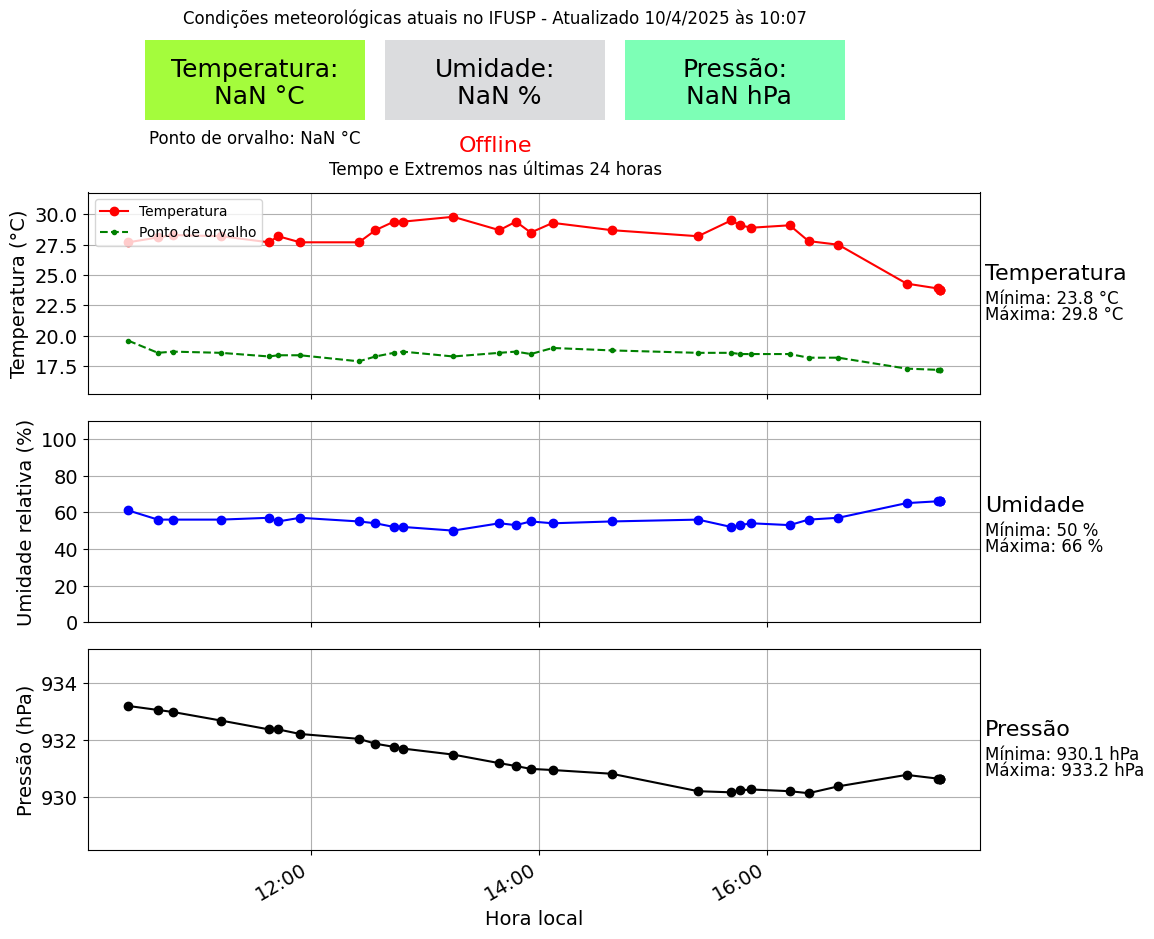 Condições meteorológicas atuais no IFUSP - Atualizado 10/4/2025 às 10:07
Temperatura:
NaN °C
Umidade:
NaN %
Pressão:
NaN hPa
Ponto de orvalho: NaN °C
Offline
Tempo e Extremos nas últimas 24 horas
Temperatura (°C)
30.0
27.5
25.0
22.5
20.0
17.5
Temperatura
Ponto de orvalho
Temperatura
Mínima: 23.8 °C
Máxima: 29.8 °C
Umidade relativa (%)
100
80
60
40
20
0
Umidade
Mínima: 50 %
Máxima: 66 %
Pressão (hPa)
934
932
930
Pressão
Mínima: 930.1 hPa
Máxima: 933.2 hPa
12:00
14:00
16:00
Hora local